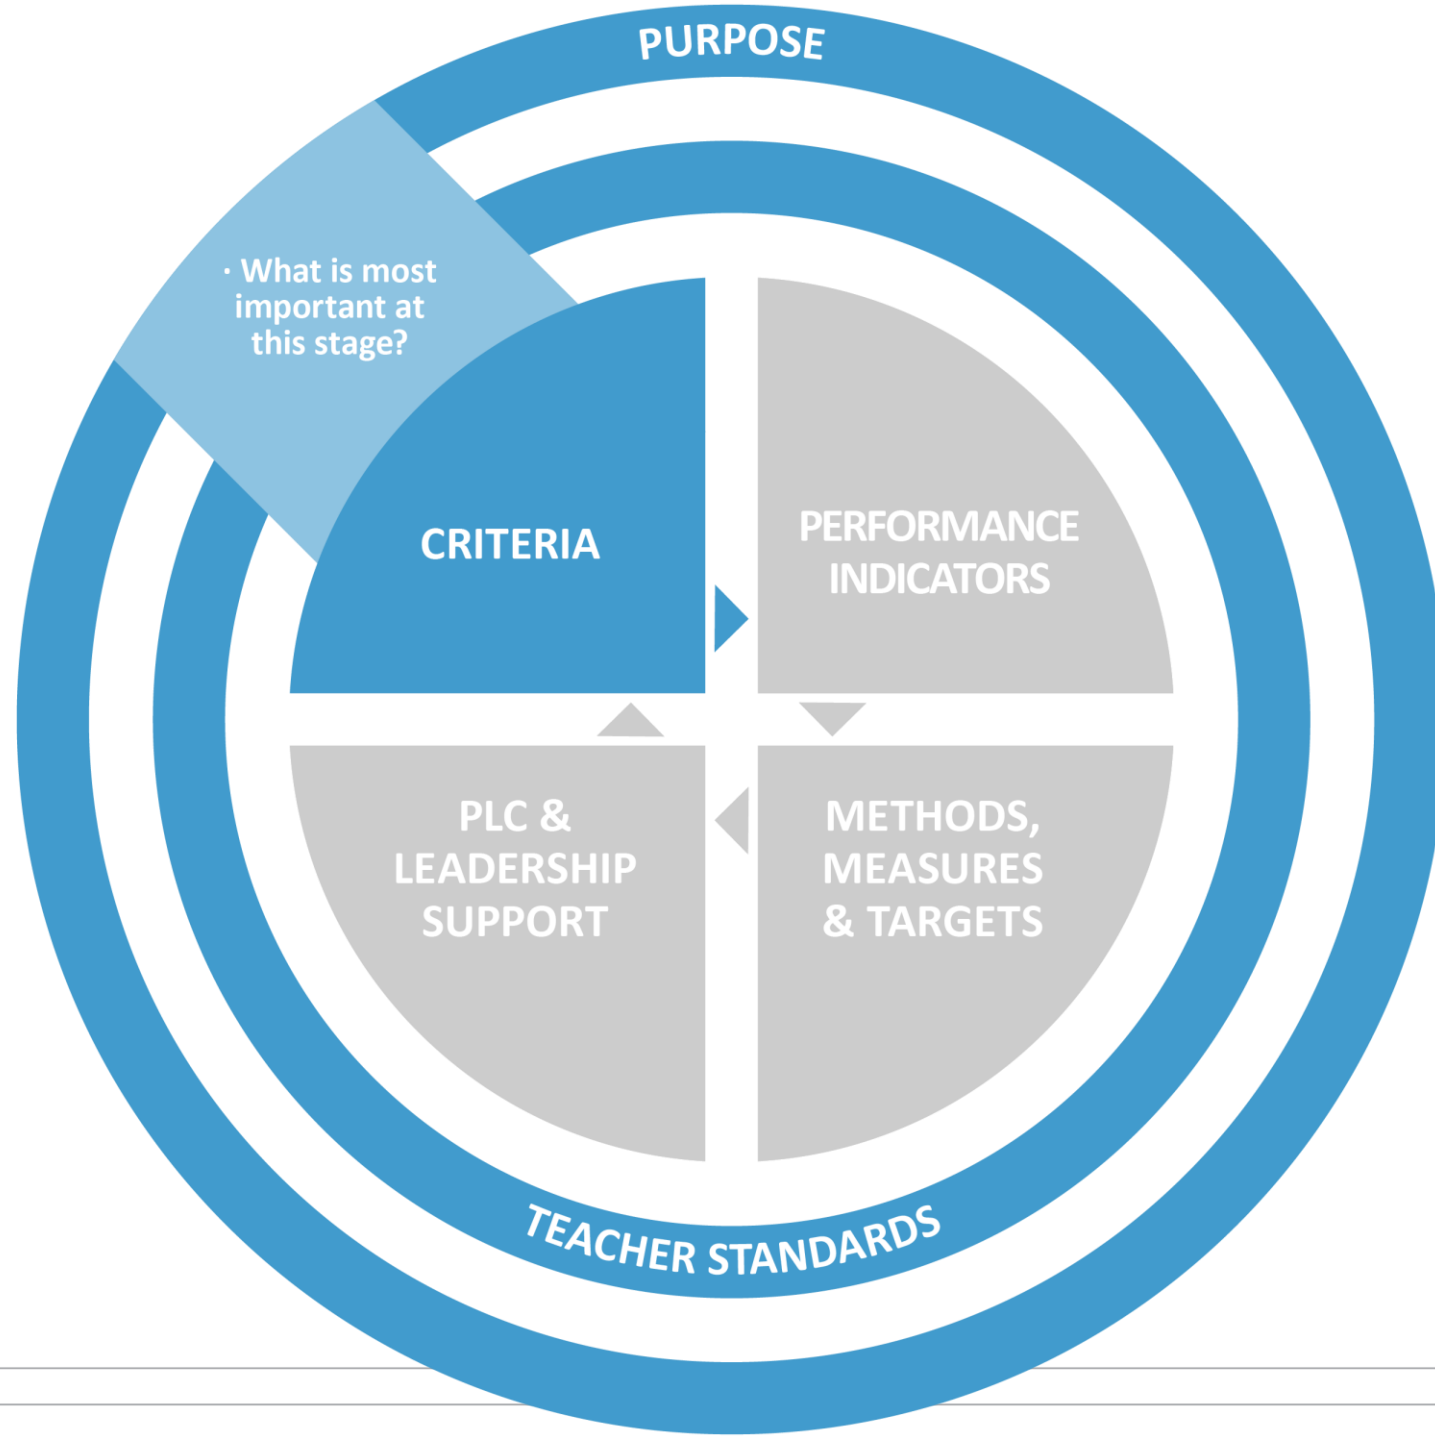 PURPOSE
· What is most
important at
this stage?
CRITERIA
PERFORMANCE
INDICATORS
PLC &
LEADERSHIP
SUPPORT
METHODS,
MEASURES
& TARGETS
TEACHER STANDARDS